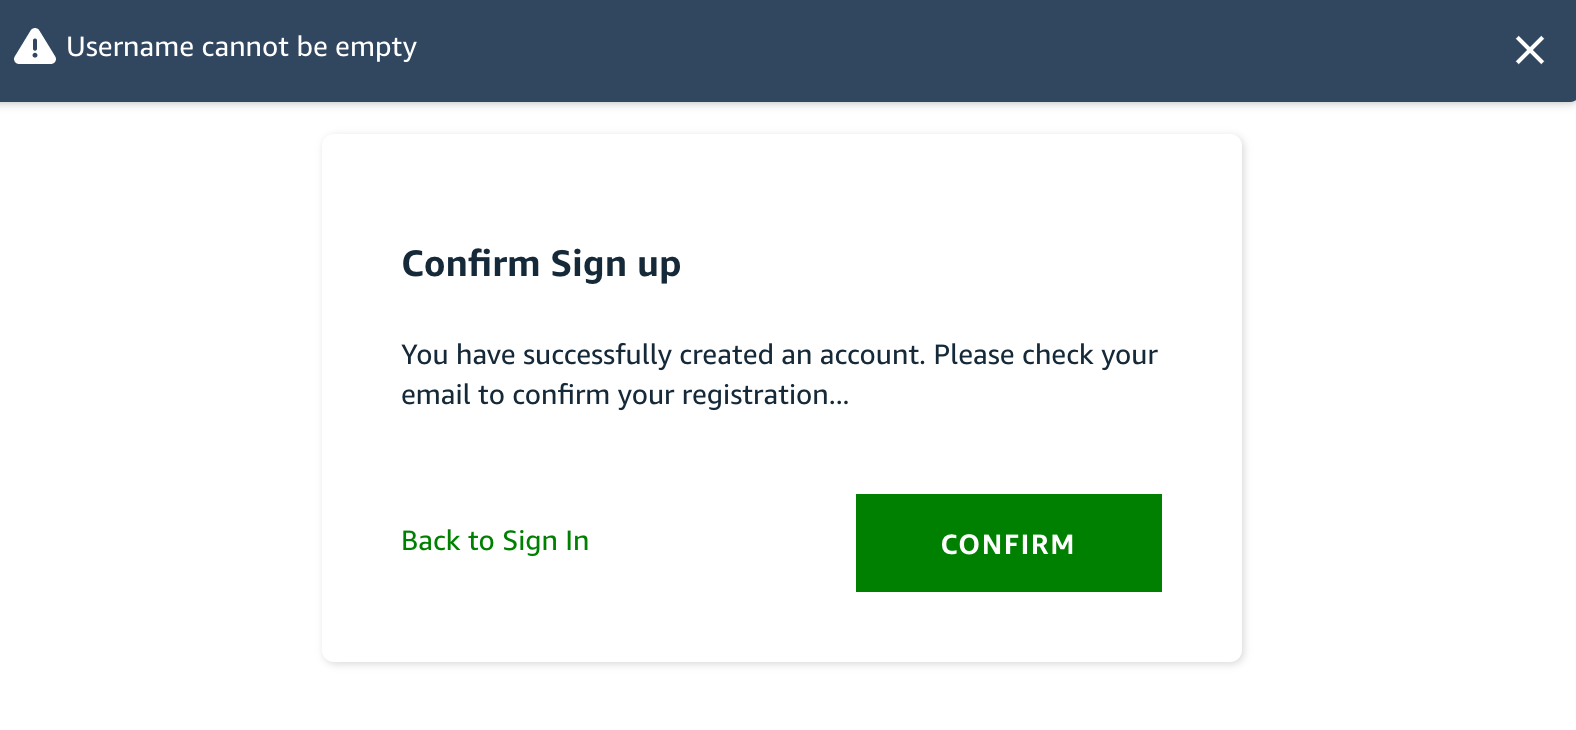 Username cannot be empty
Confirm Sign up
You have successfully created an account. Please check your
email to confirm your registration...
Back to Sign In
CONFIRM